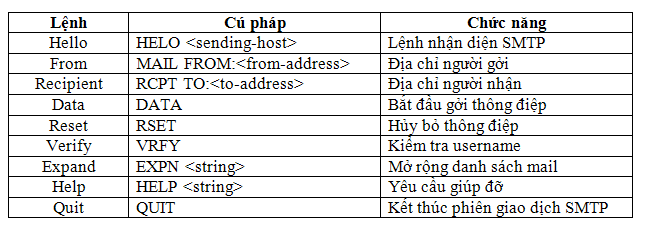 Lệnh Cú pháp Chức năng
Hello HELO <sending-host> Lệnh nhận diện SMTP
From MAIL FROM:<from-address> Địa chỉ người gởi
Recipient RCPT TO:<to-address> Địa chỉ người nhận
Data DATA Bắt đầu gởi thông điệp
Reset RSET Hủy bỏ thông điệp
Verify VRFY Kiểm tra username
Expand EXPN <string> Mở rộng danh sách mail
Help HELP <string> Yêu cầu giúp đỡ
Quit QUIT Kết thúc phiên giao dịch SMTP